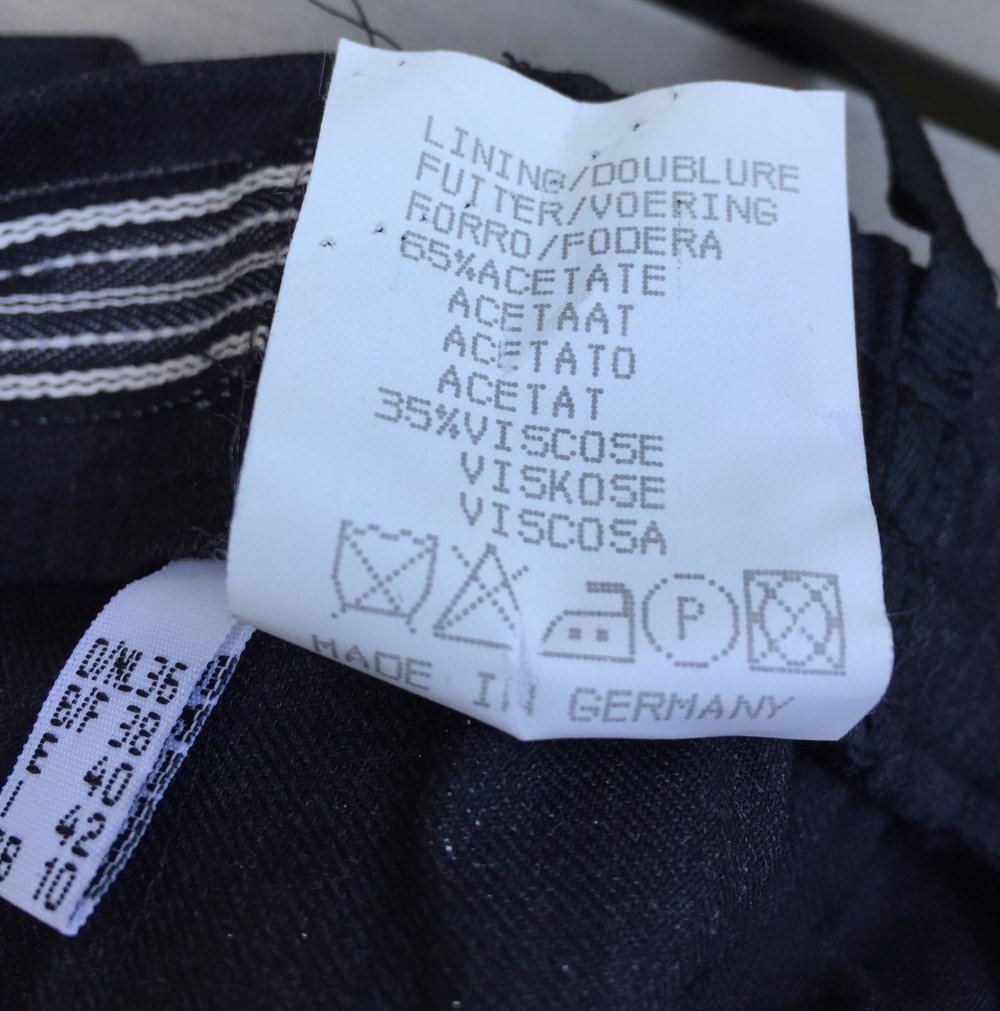 LINING/DOUBLURE
FUTTER/VOERING
FORRO/FODERA
65%ACETATE
ACETAAT
ACETATO
ACETAT
35%VISCOSE
VISKOSE
VISCOSA
P
MADE IN GERMANY